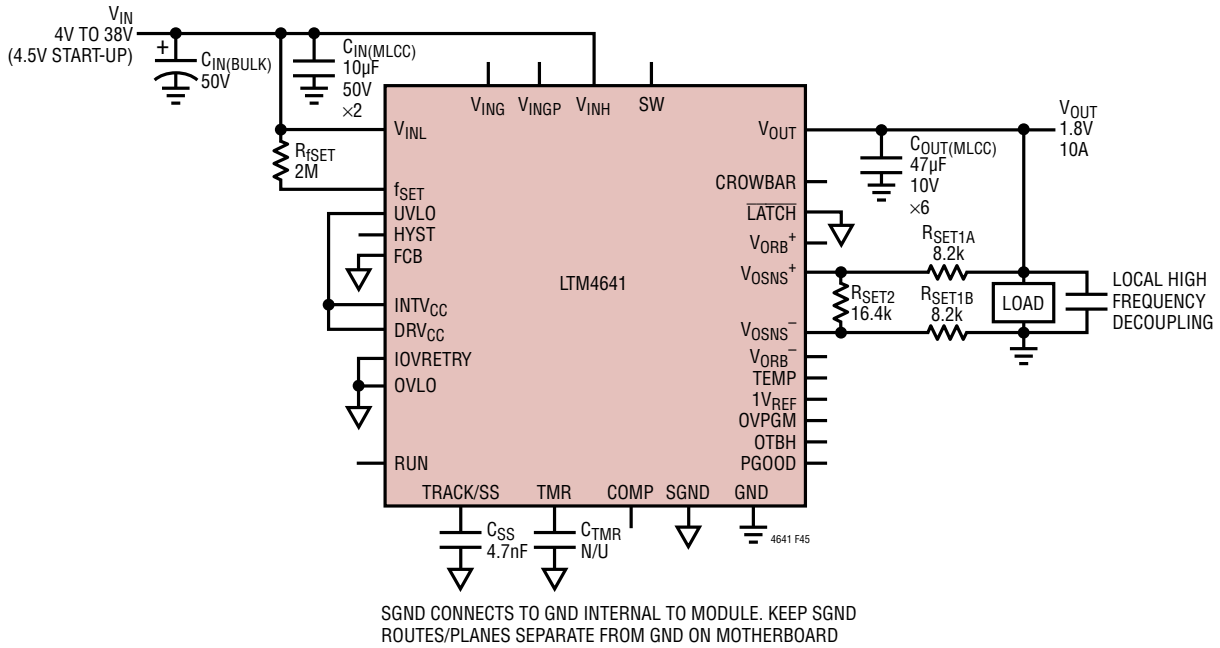 VIN
4V TO 38V
(4.5V START-UP)
+
CIN(BULK)
50V
CIN(MLCC)
10µF
50V
×2
VING
VINGP
VINH
SW
VINL
RfSET
2M
fSET
UVLO
HYST
FCB
INTVCC
DRVCC
IOVRETRY
OVLO
RUN
LTM4641
VOUT
CROWBAR
LATCH
VORB+
VOSNS+
VOSNS–
VORB–
TEMP
1VREF
OVPGM
OTBH
PGOOD
TRACK/SS
TMR
COMP
SGND
GND
VOUT
1.8V
10A
COUT(MLCC)
47µF
10V
×6
RSET1A
8.2k
RSET2
16.4k
RSET1B
8.2k
LOAD
LOCAL HIGH
FREQUENCY
DECOUPLING
CSS
4.7nF
CTMR
N/U
4641 F45
SGND CONNECTS TO GND INTERNAL TO MODULE. KEEP SGND
ROUTES/PLANES SEPARATE FROM GND ON MOTHERBOARD